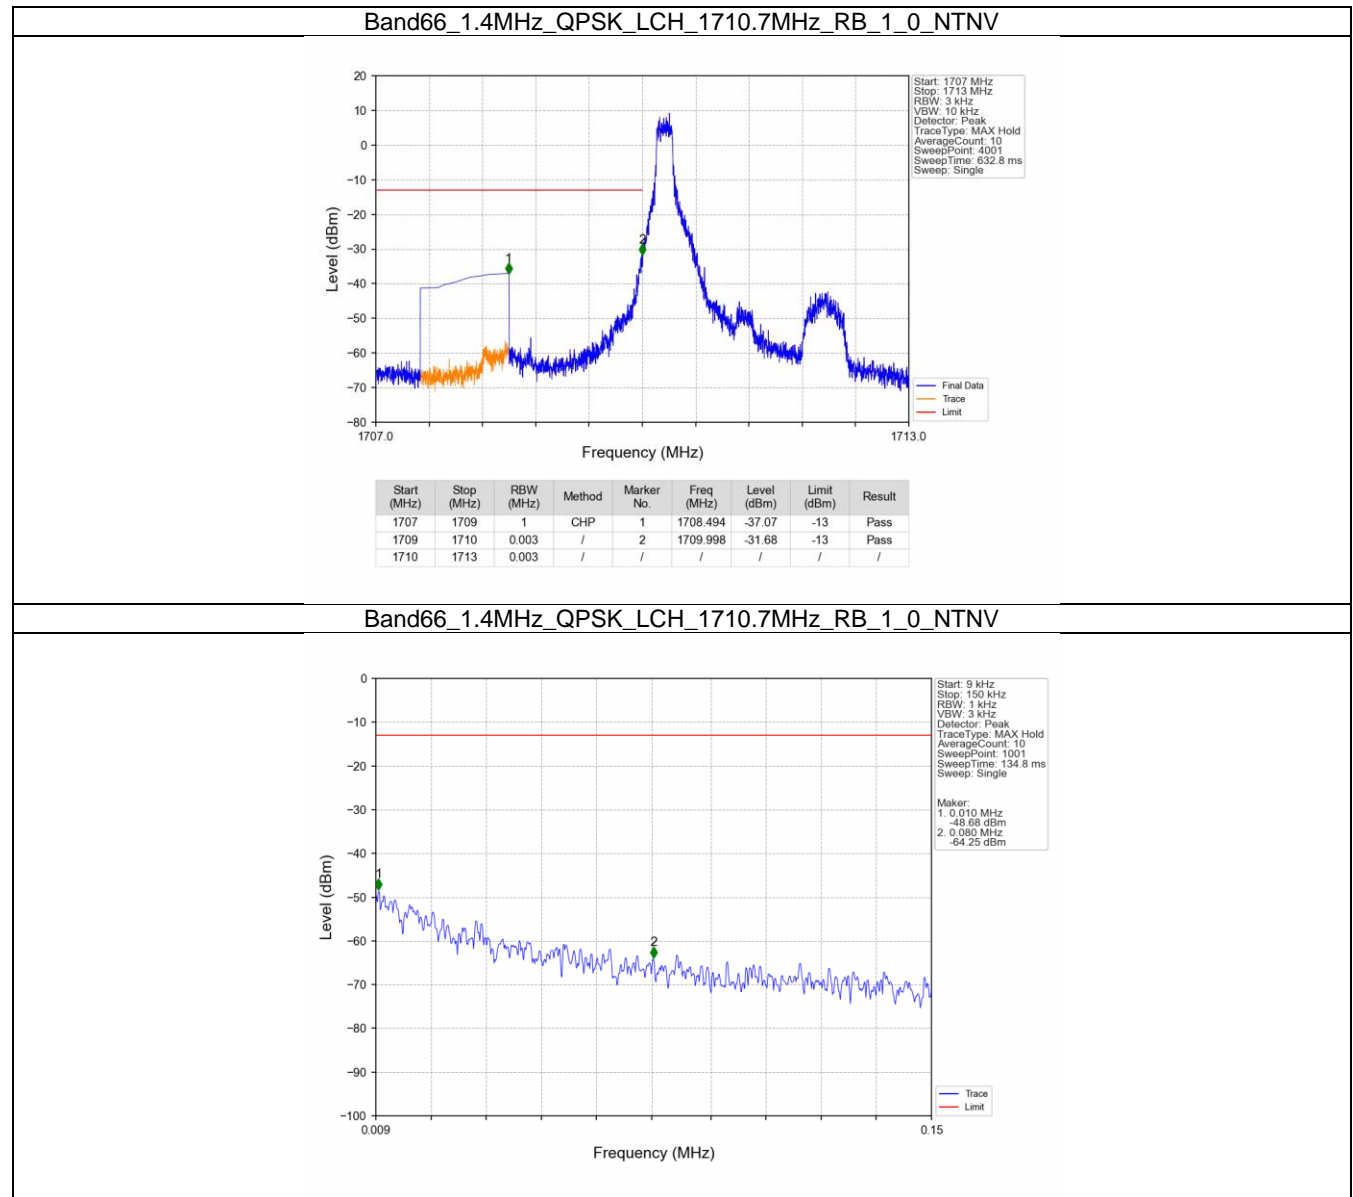 Band66_1.4MHz_QPSK_LCH_1710.7MHz_RB_1_0_NTNV
Start: 1707 MHz
Stop: 1713 MHz
RBW: 3 kHz
VBW: 10 kHz
Detector: Peak
TraceType: MAX Hold
AverageCount: 10
SweepPoint: 4001
SweepTime: 632.8 ms
Sweep: Single
20
10
0
−10
−20
−30
−40
−50
−60
−70
−80
Level (dBm)
1
2
Final Data
Trace
Limit
1707.0 1713.0
Frequency (MHz)
Start (MHz) Stop (MHz) RBW (MHz) Method Marker No. Freq (MHz) Level (dBm) Limit (dBm) Result
1707 1709 1 CHP 1 1708.494 -37.07 -13 Pass
1709 1710 0.003 / 2 1709.998 -31.68 -13 Pass
1710 1713 0.003 / / / / / /
Band66_1.4MHz_QPSK_LCH_1710.7MHz_RB_1_0_NTNV
Start: 9 kHz
Stop: 150 kHz
RBW: 1 kHz
VBW: 3 kHz
Detector: Peak
TraceType: MAX Hold
AverageCount: 10
SweepPoint: 1001
SweepTime: 134.8 ms
Sweep: Single
Maker:
1. 0.010 MHz
-48.68 dBm
2. 0.080 MHz
-64.25 dBm
0
−10
−20
−30
−40
−50
−60
−70
−80
−90
−100
Level (dBm)
1
2
Trace
Limit
0.009 0.15
Frequency (MHz)